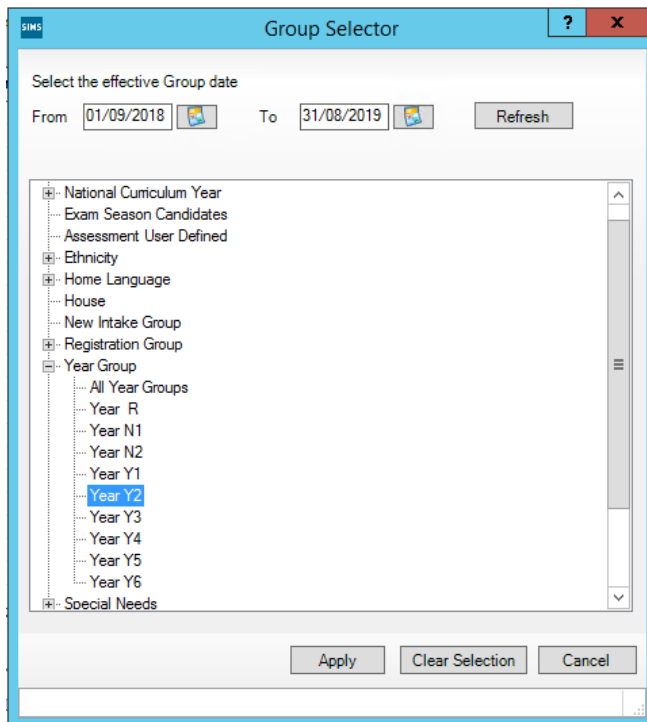 SIMS Group Selector ? x
Select the effective Group date
From 01/09/2018 To 31/08/2019 Refresh
National Curriculum Year
Exam Season Candidates
Assessment User Defined
Ethnicity
Home Language
House
New Intake Group
Registration Group
Year Group
All Year Groups
Year R
Year N1
Year N2
Year Y1
Year Y2
Year Y3
Year Y4
Year Y5
Year Y6
Special Needs
Apply Clear Selection Cancel